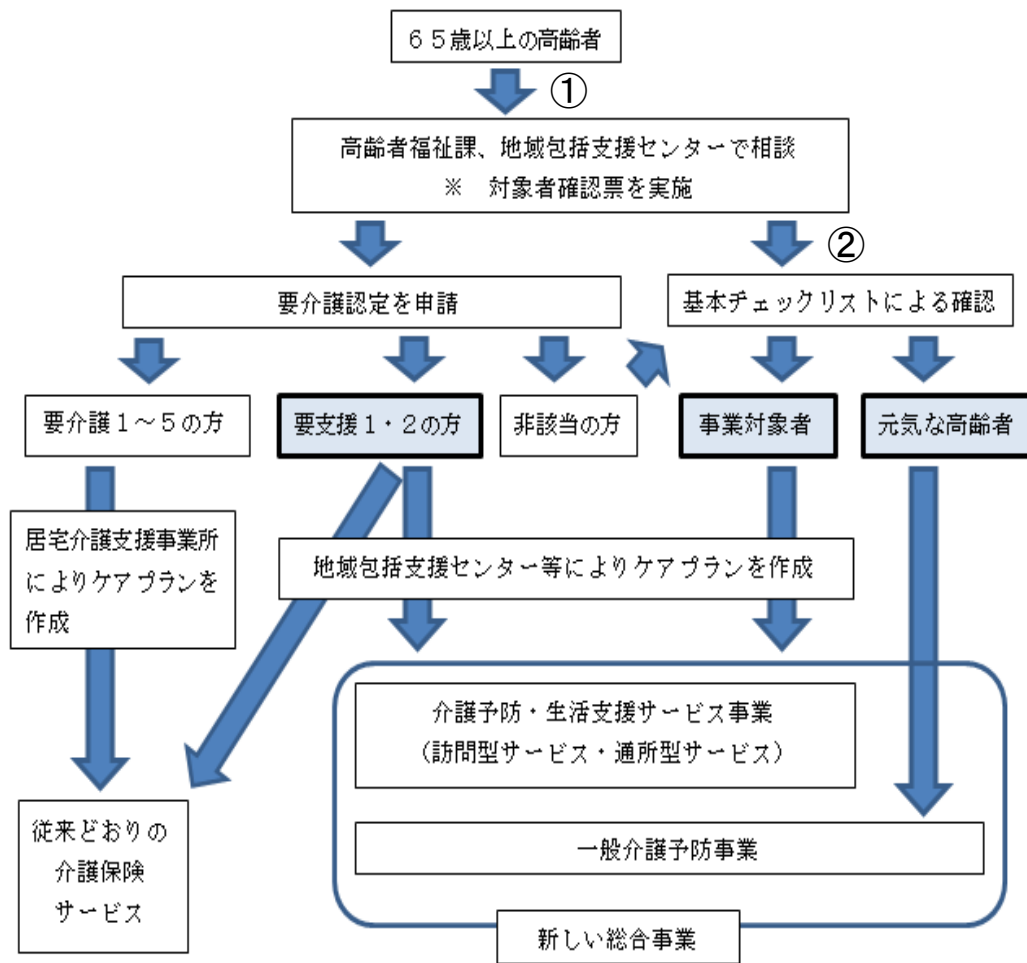 65歳以上の高齢者
①
高齢者福祉課、地域包括支援センターで相談
※ 対象者確認票を実施
②
要介護認定を申請
基本チェックリストによる確認
要介護1~5の方
要支援1・2の方
非該当の方
事業対象者
元気な高齢者
居宅介護支援事業所
によりケアプランを
作成
地域包括支援センター等によりケアプランを作成
介護予防・生活支援サービス事業
(訪問型サービス・通所型サービス)
従来どおりの
介護保険
サービス
一般介護予防事業
新しい総合事業